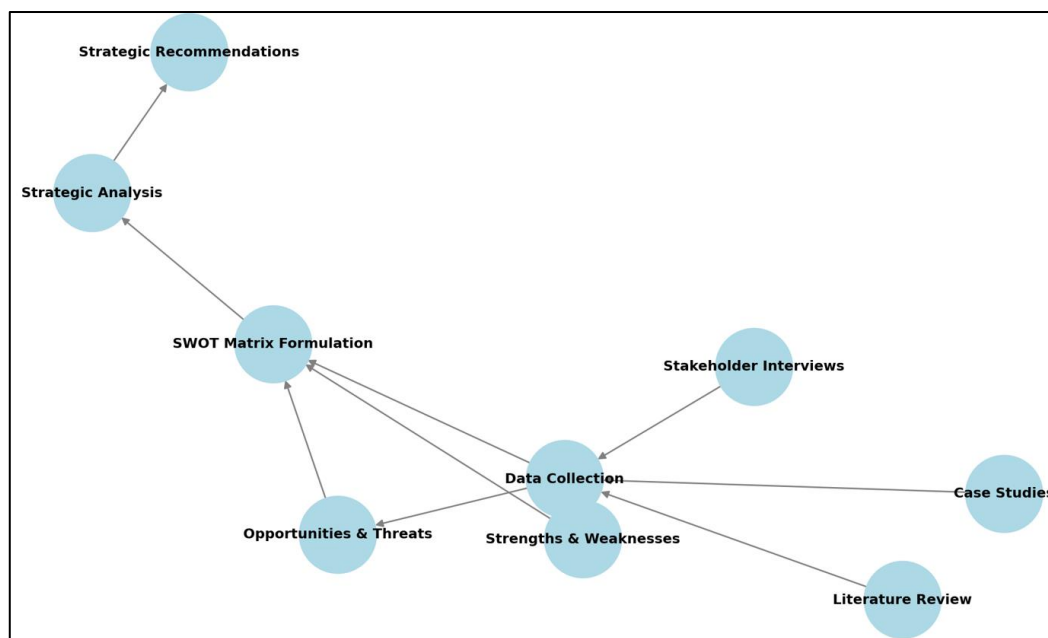 Strategic Recommendations
Strategic Analysis
SWOT Matrix Formulation
Stakeholder Interviews
Data Collection
Case Studies
Opportunities & Threats
Strengths & Weaknesses
Literature Review